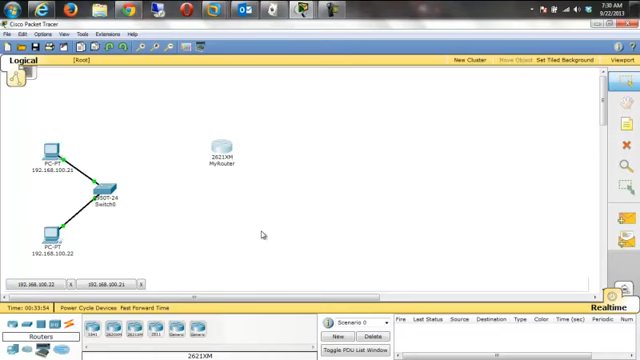 7:30 AM
9/22/2013
Cisco Packet Tracer
File Edit Options View Tools Extensions Help
Logical
[Root]
New Cluster
Move Object
Set Tiled Background
Viewport
PC-PT
192.168.100.21
2621XM
MyRouter
Switch0
PC-PT
192.168.100.22
192.168.100.22
192.168.100.21
Time: 00:33:54
Power Cycle Devices Fast Forward Time
Realtime
Routers
1841
2620XM
2621XM
2811
Generic
Generic
2621XM
Scenario 0
New
Delete
Toggle PDU List Window
Fire
Last Status
Source
Destination
Type
Color
Time (sec)
Periodic
Num